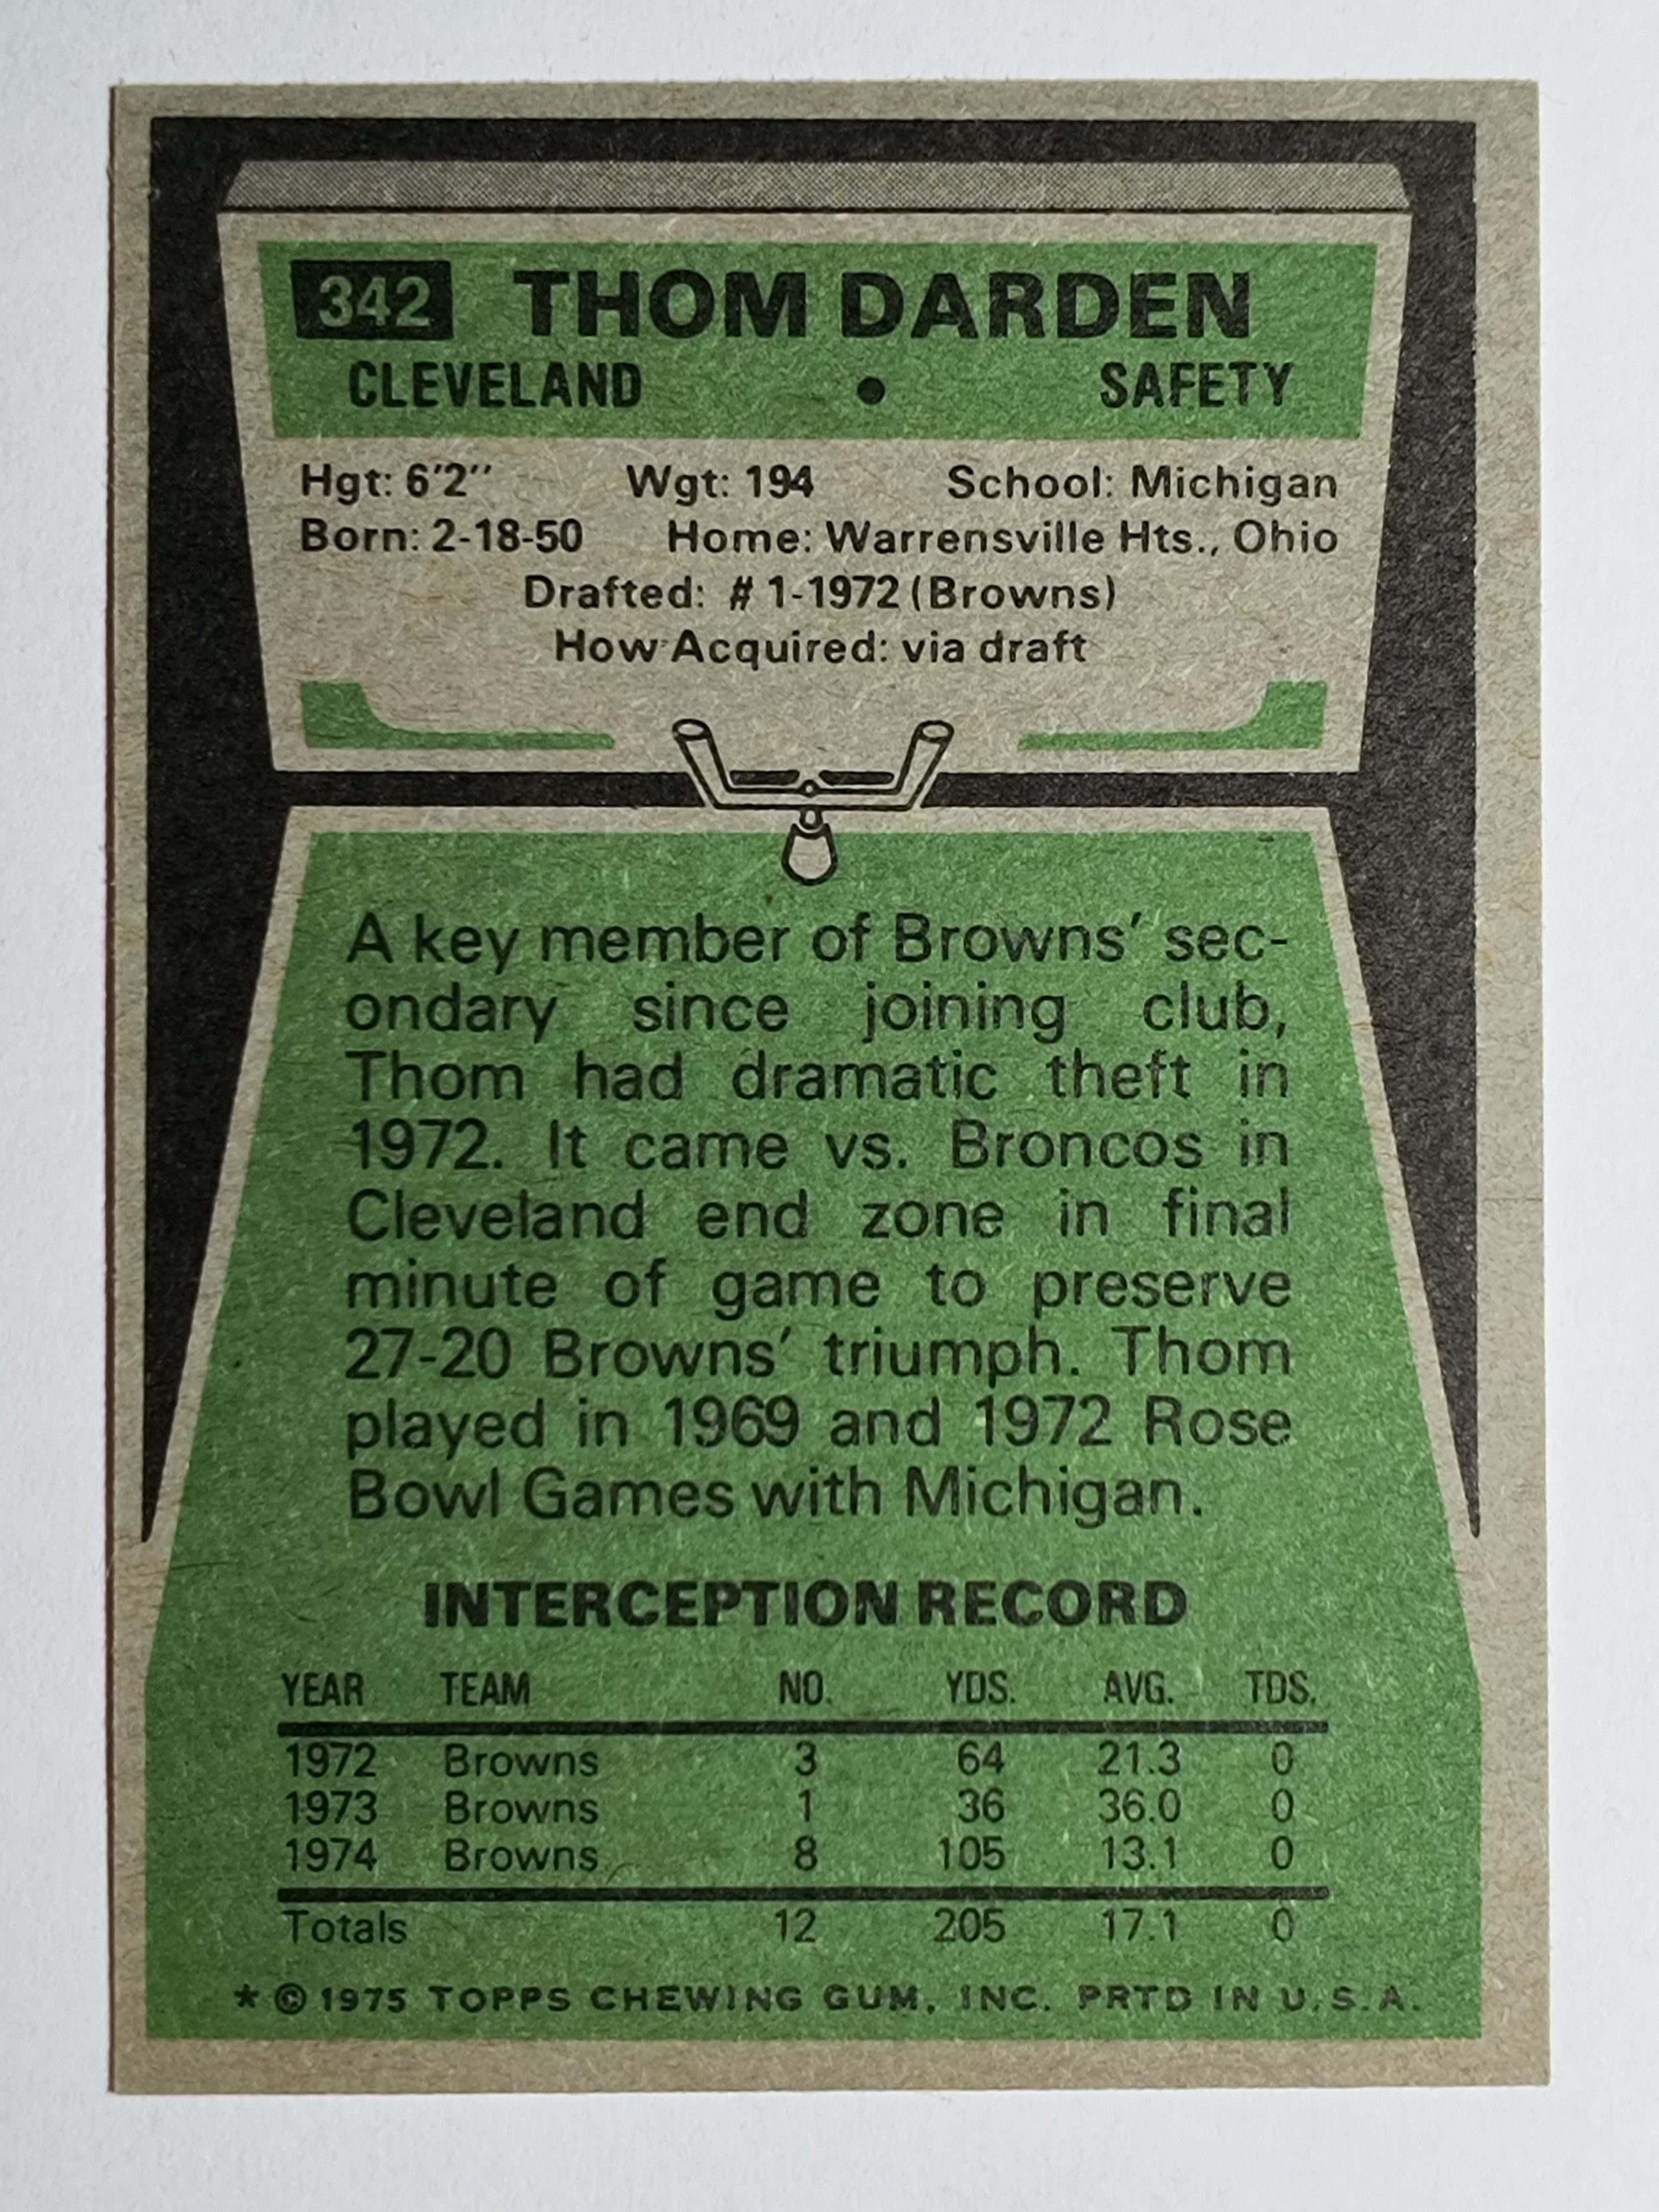 342 THOM DARDEN
CLEVELAND • SAFETY
Hgt: 6'2'' Wgt: 194 School: Michigan
Born: 2-18-50 Home: Warrensville Hts., Ohio
Drafted: # 1-1972 (Browns)
How Acquired: via draft
A key member of Browns' sec-
ondary since joining club,
Thom had dramatic theft in
1972. It came vs. Broncos in
Cleveland end zone in final
minute of game to preserve
27-20 Browns' triumph. Thom
played in 1969 and 1972 Rose
Bowl Games with Michigan.
INTERCEPTION RECORD
YEAR TEAM NO. YDS. AVG. TDS.
1972 Browns 3 64 21.3 0
1973 Browns 1 36 36.0 0
1974 Browns 8 105 13.1 0
Totals 12 205 17.1 0
* © 1975 TOPPS CHEWING GUM, INC. PRTD IN U.S.A.